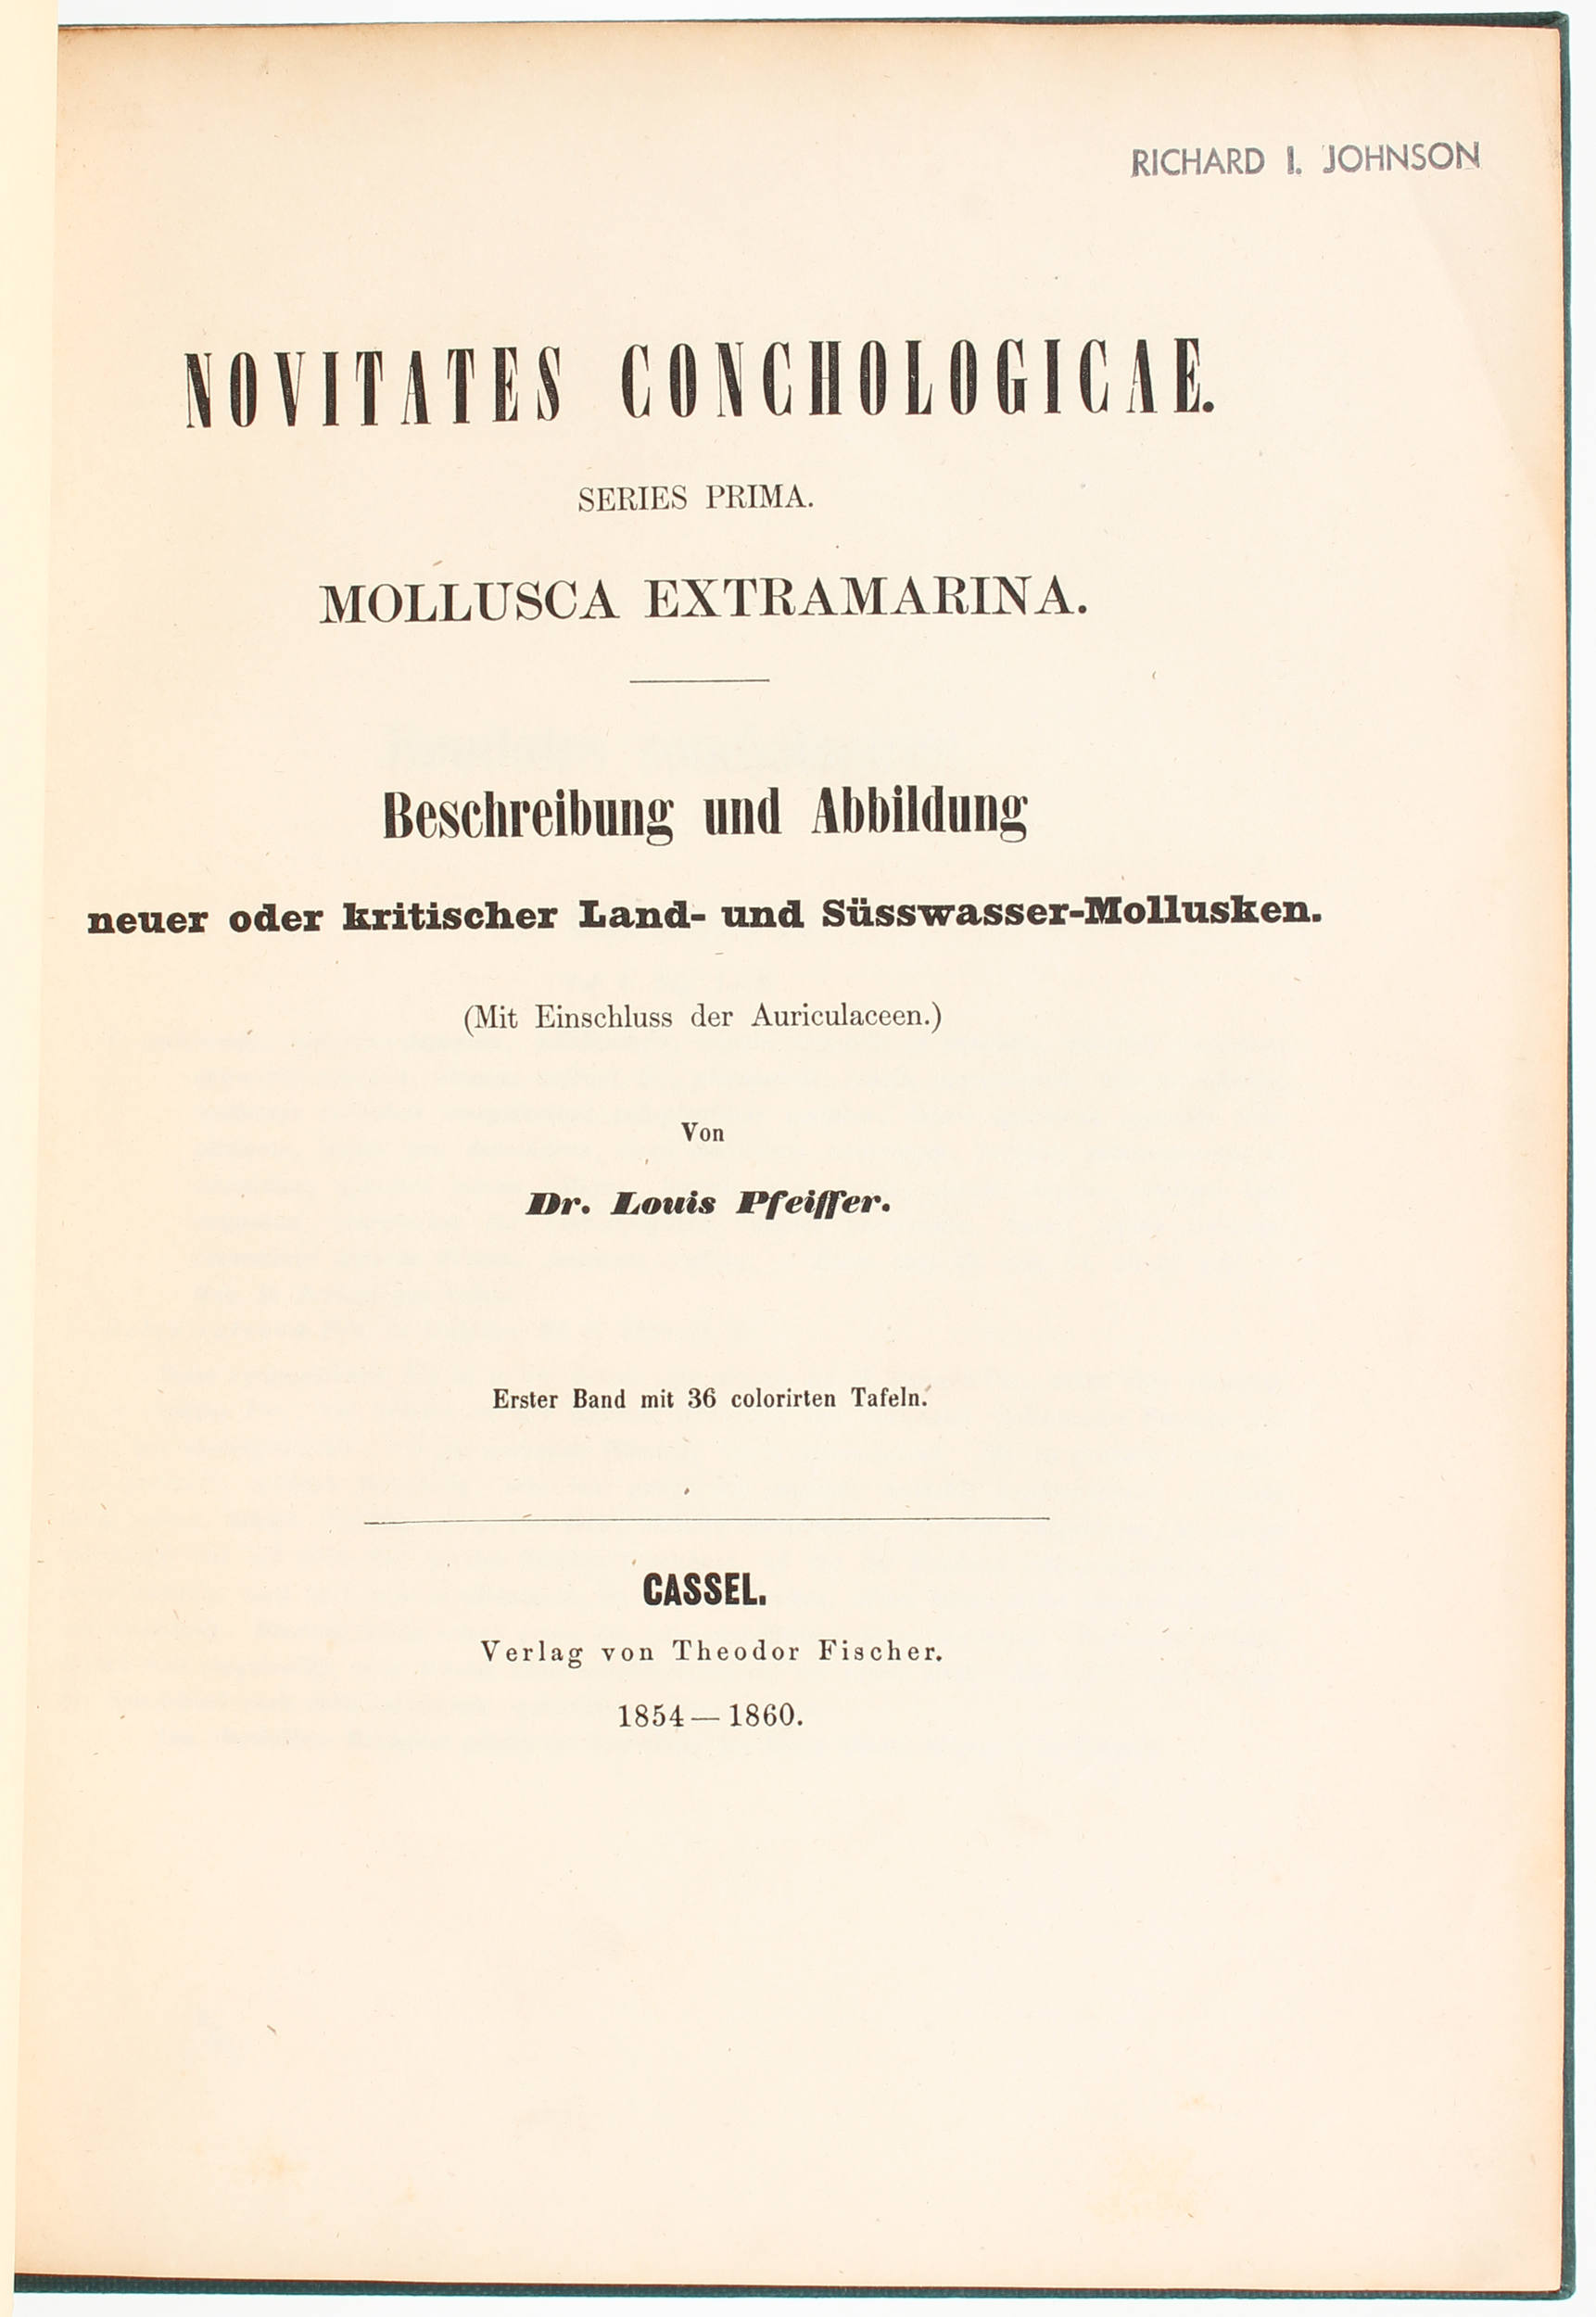 RICHARD I. JOHNSON
NOVITATES CONCHOLOGICAE.
SERIES PRIMA.
MOLLUSCA EXTRAMARINA.
Beschreibung und Abbildung
neuer oder kritischer Land- und Süsswasser-Mollusken.
(Mit Einschluss der Auriculaceen.)
Von
Dr. Louis Pfeiffer.
Erster Band mit 36 colorirten Tafeln.
CASSEL.
Verlag von Theodor Fischer.
1854—1860.